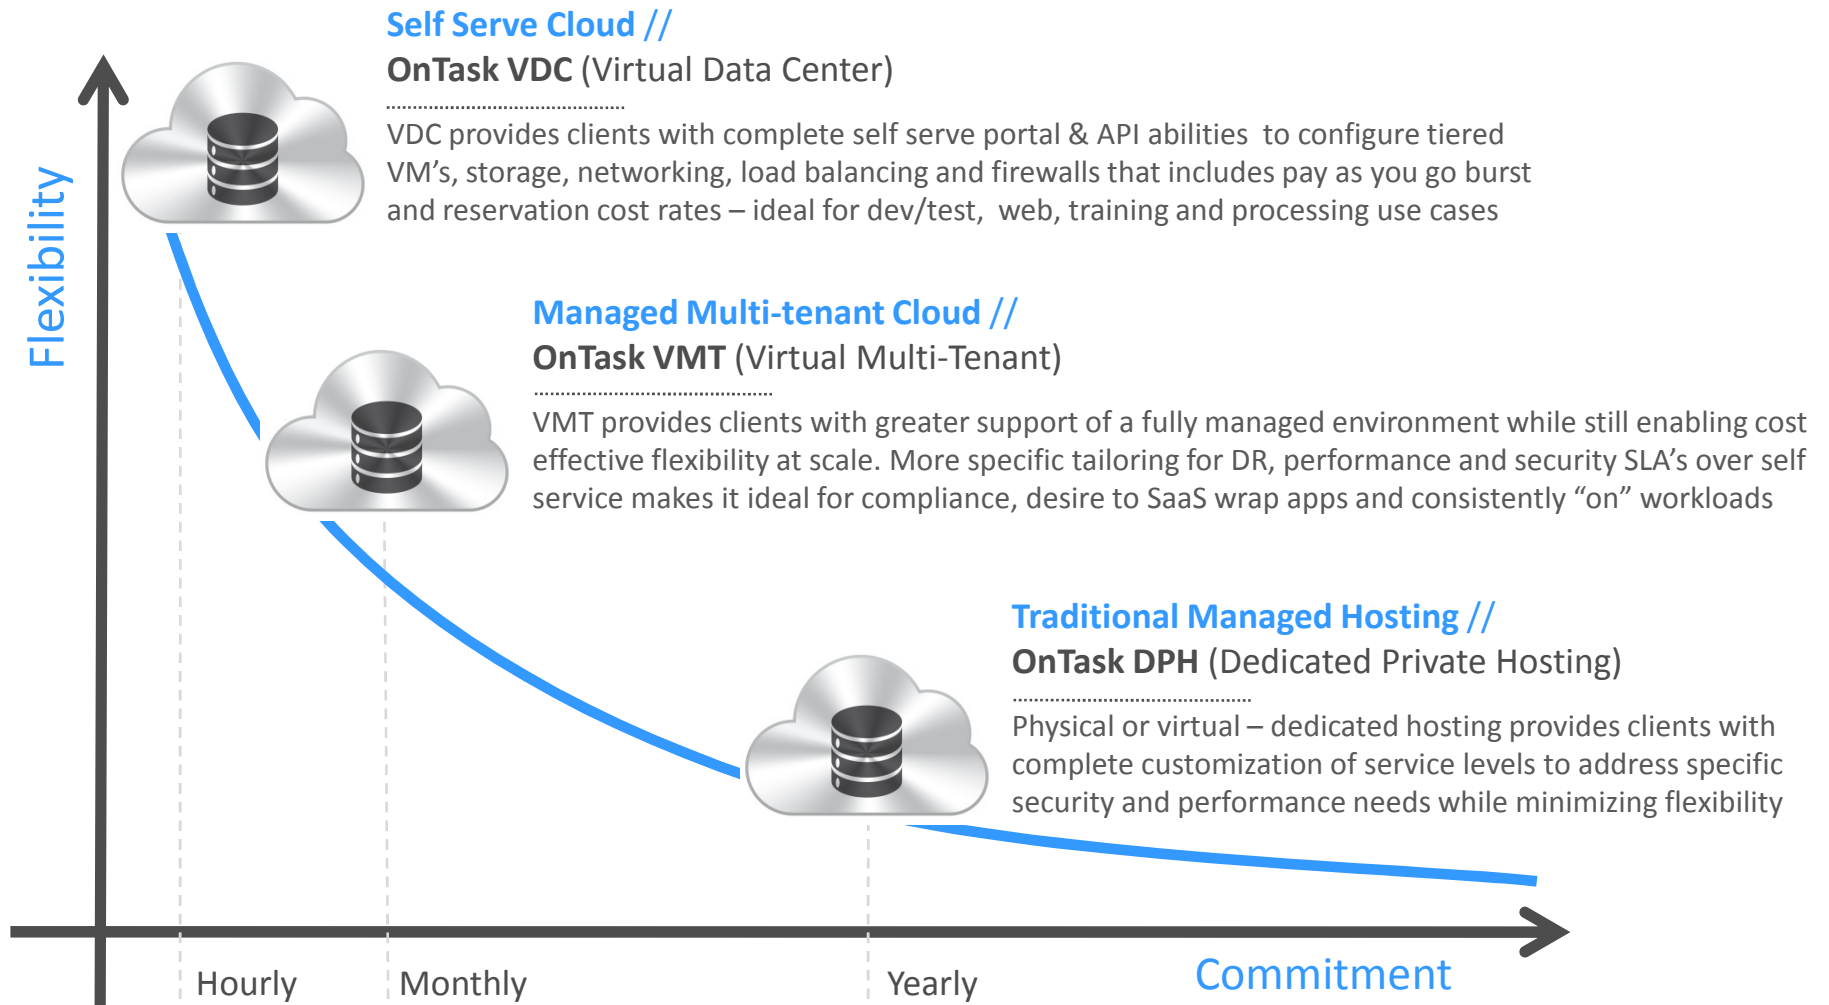 Self Serve Cloud //
OnTask VDC (Virtual Data Center)
VDC provides clients with complete self serve portal & API abilities to configure tiered
VM’s, storage, networking, load balancing and firewalls that includes pay as you go burst
and reservation cost rates – ideal for dev/test, web, training and processing use cases
Flexibility
Managed Multi-tenant Cloud //
OnTask VMT (Virtual Multi-Tenant)
VMT provides clients with greater support of a fully managed environment while still enabling cost
effective flexibility at scale. More specific tailoring for DR, performance and security SLA’s over self
service makes it ideal for compliance, desire to SaaS wrap apps and consistently “on” workloads
Traditional Managed Hosting //
OnTask DPH (Dedicated Private Hosting)
Physical or virtual – dedicated hosting provides clients with
complete customization of service levels to address specific
security and performance needs while minimizing flexibility
Hourly
Monthly
Yearly
Commitment